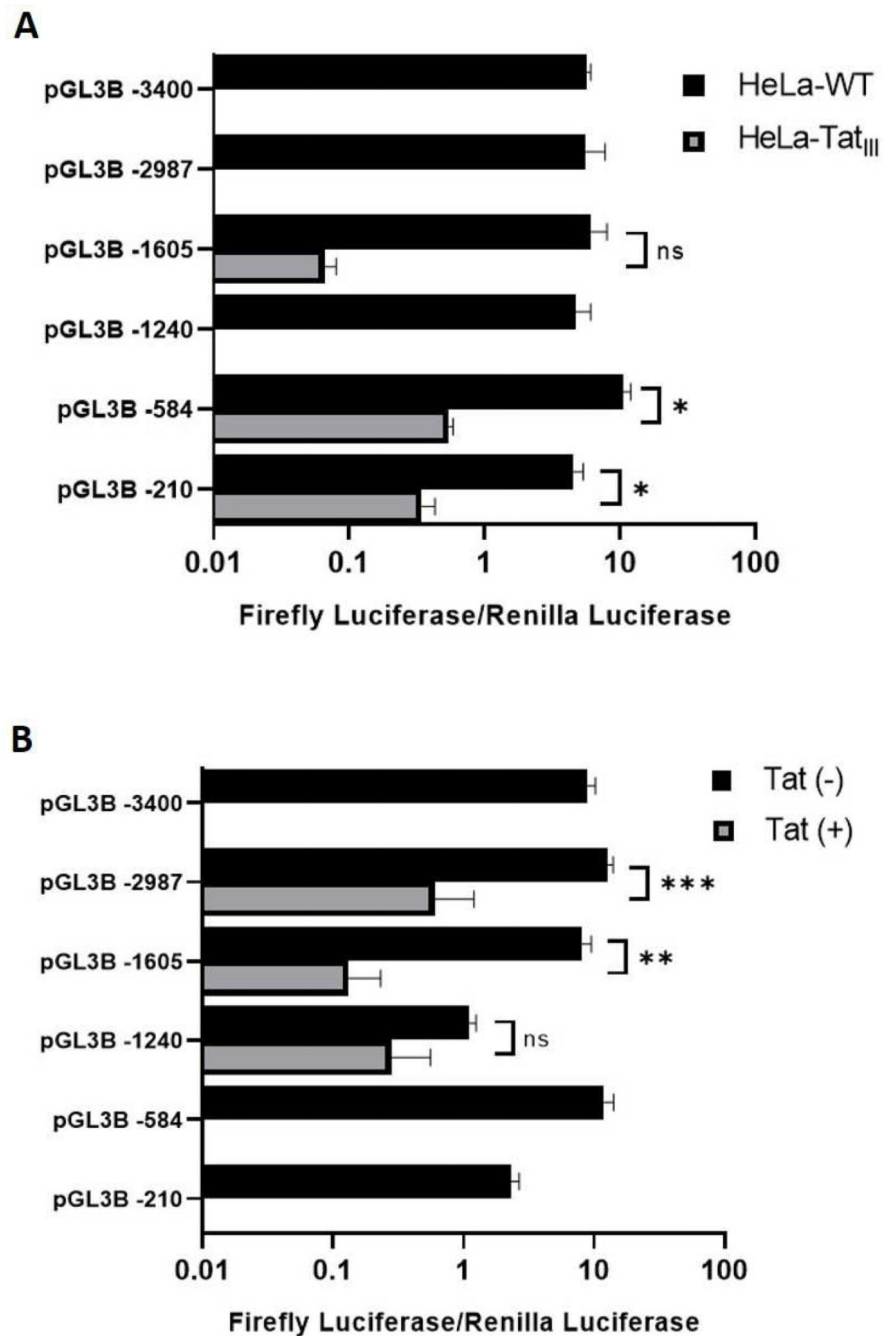 A
pGL3B -3400
HeLa-WT
HeLa-TatIII
pGL3B -2987
pGL3B -1605
ns
pGL3B -1240
pGL3B -584
*
pGL3B -210
*
0.01 0.1 1 10 100
Firefly Luciferase/Renilla Luciferase
B
pGL3B -3400
Tat (-)
Tat (+)
pGL3B -2987
***
pGL3B -1605
**
pGL3B -1240
ns
pGL3B -584
pGL3B -210
0.01 0.1 1 10 100
Firefly Luciferase/Renilla Luciferase